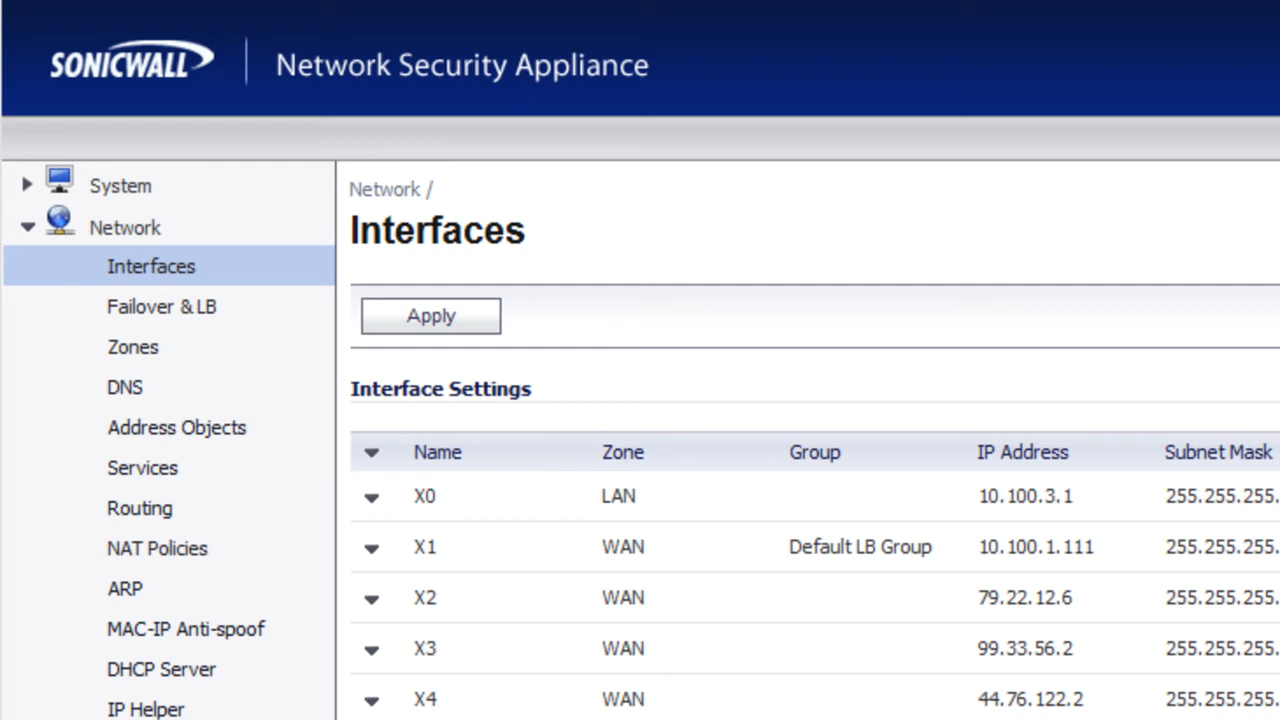 SONICWALL Network Security Appliance
System
Network
Interfaces
Failover & LB
Zones
DNS
Address Objects
Services
Routing
NAT Policies
ARP
MAC-IP Anti-spoof
DHCP Server
IP Helper
Network /
Interfaces
Apply
Interface Settings
Name Zone Group IP Address Subnet Mask
X0 LAN 10.100.3.1 255.255.255.
X1 WAN Default LB Group 10.100.1.111 255.255.255.
X2 WAN 79.22.12.6 255.255.255.
X3 WAN 99.33.56.2 255.255.255.
X4 WAN 44.76.122.2 255.255.255.